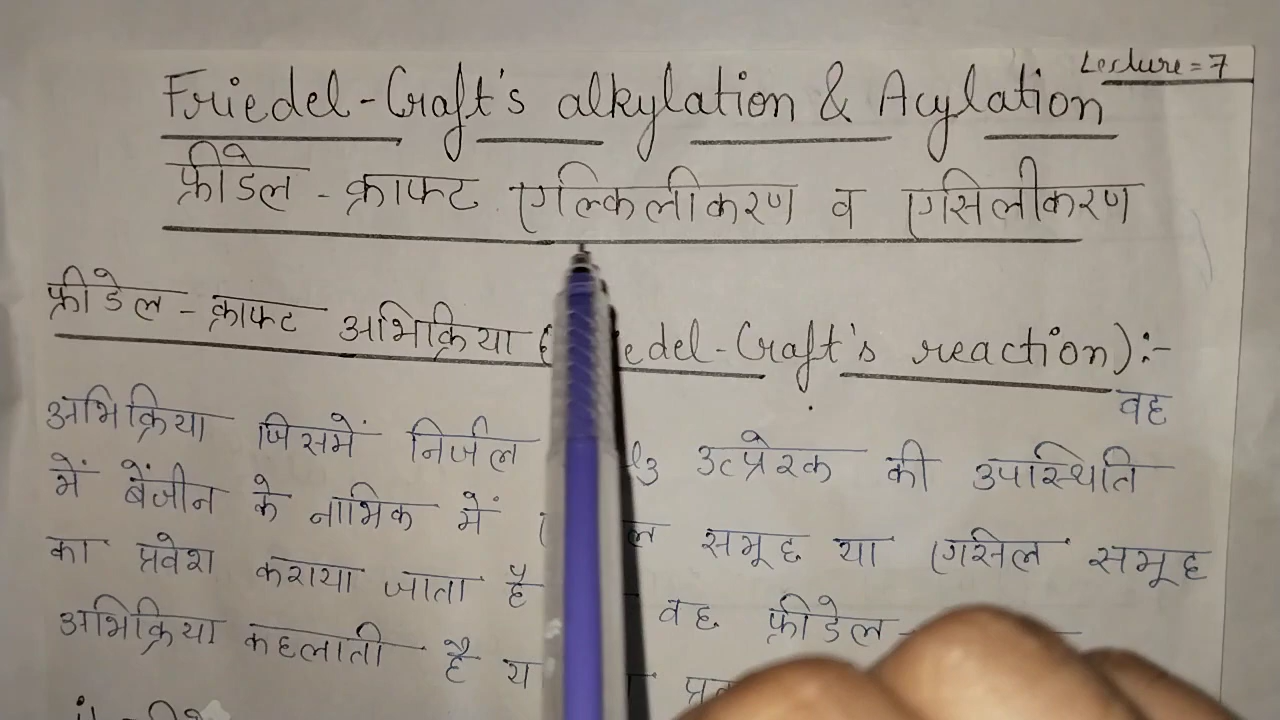 Lecture = 7
Friedel-Craft's alkylation & Acylation
फ्रीडेल - क्राफ्ट एल्किलीकरण व एसिलीकरण
फ्रीडेल - क्राफ्ट अभिक्रिया ( edel-Craft's reaction):-
वह
अभिक्रिया जिसमें निर्जल उत्प्रेरक की उपस्थिति
में बेंजीन के नाभिक में समूह या एसिल समूह
का प्रवेश कराया जाता है वह फ्रीडेल -
अभिक्रिया कहलाती है